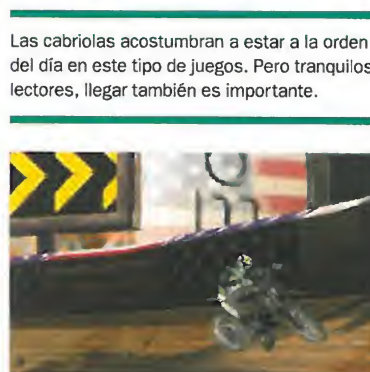 Las cabriolas acostumbran a estar a la orden
del día en este tipo de juegos. Pero tranquilos
lectores, llegar también es importante.